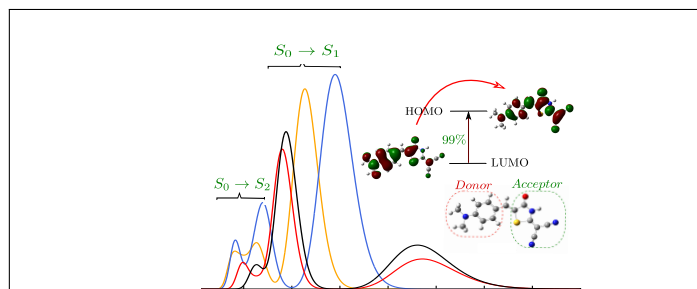 S₀ → S₁
HOMO
99%
LUMO
S₀ → S₂
Donor Acceptor